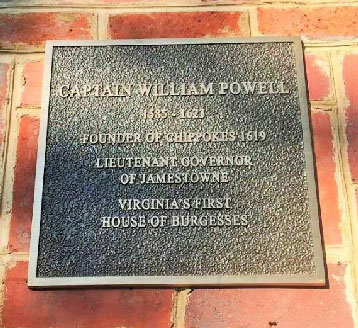 CAPTAIN WILLIAM POWELL
1585 - 1623
FOUNDER OF CHIPPOKES 1619
LIEUTENANT GOVERNOR
OF JAMESTOWNE
VIRGINIA'S FIRST
HOUSE OF BURGESSES